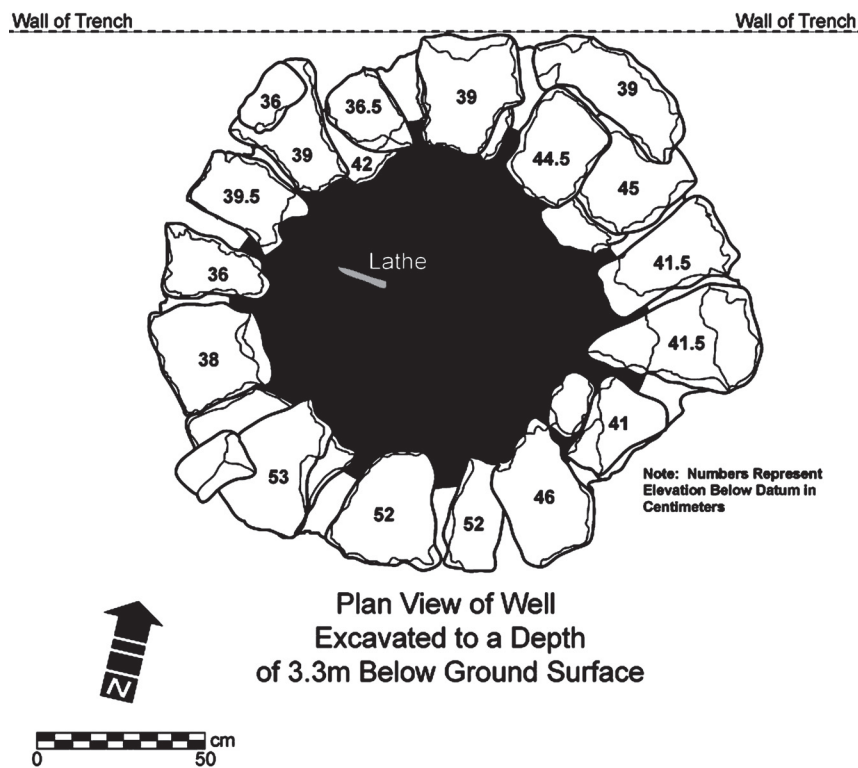 Wall of Trench Wall of Trench
36
36.5
39
39
39
42
44.5
45
39.5
36
Lathe
41.5
38
41.5
41
53
52
52
46
Note: Numbers Represent
Elevation Below Datum in
Centimeters
Plan View of Well
Excavated to a Depth
of 3.3m Below Ground Surface
N
cm
0 50